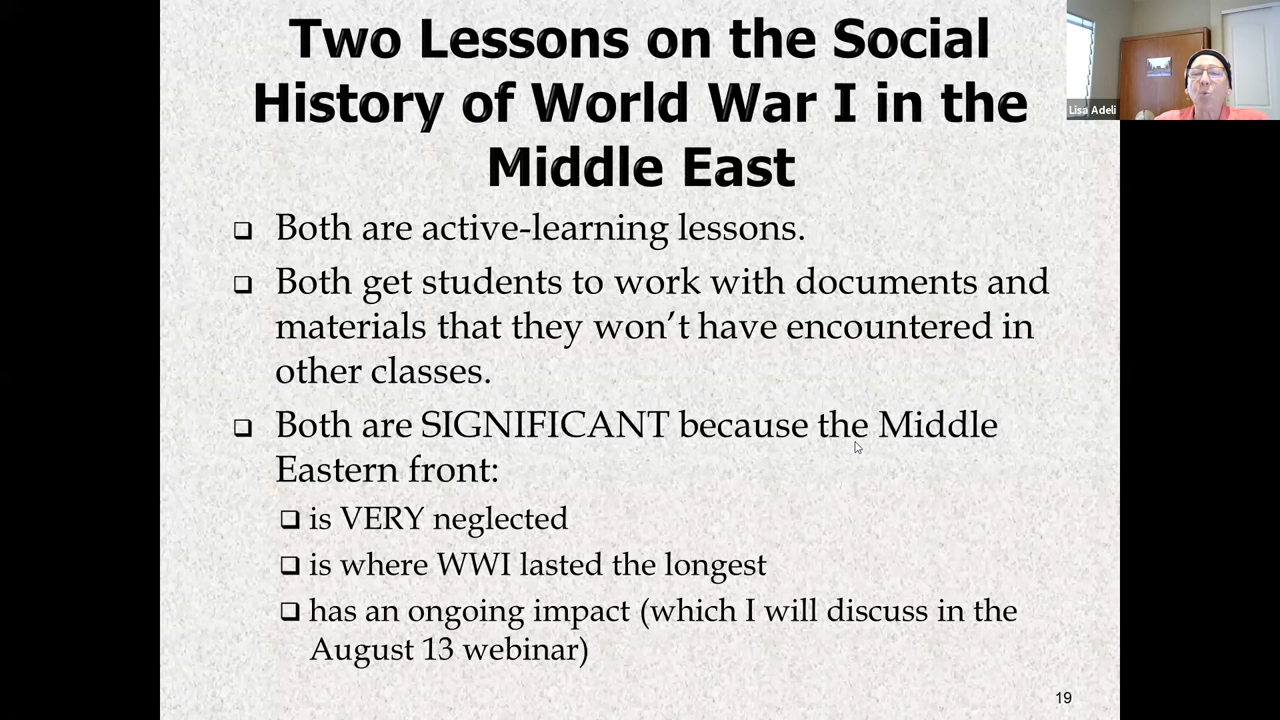 Two Lessons on the Social
History of World War I in the
Middle East
Lisa Adeli
❑ Both are active-learning lessons.
❑ Both get students to work with documents and
materials that they won’t have encountered in
other classes.
❑ Both are SIGNIFICANT because the Middle
Eastern front:
❑ is VERY neglected
❑ is where WWI lasted the longest
❑ has an ongoing impact (which I will discuss in the
August 13 webinar)
19